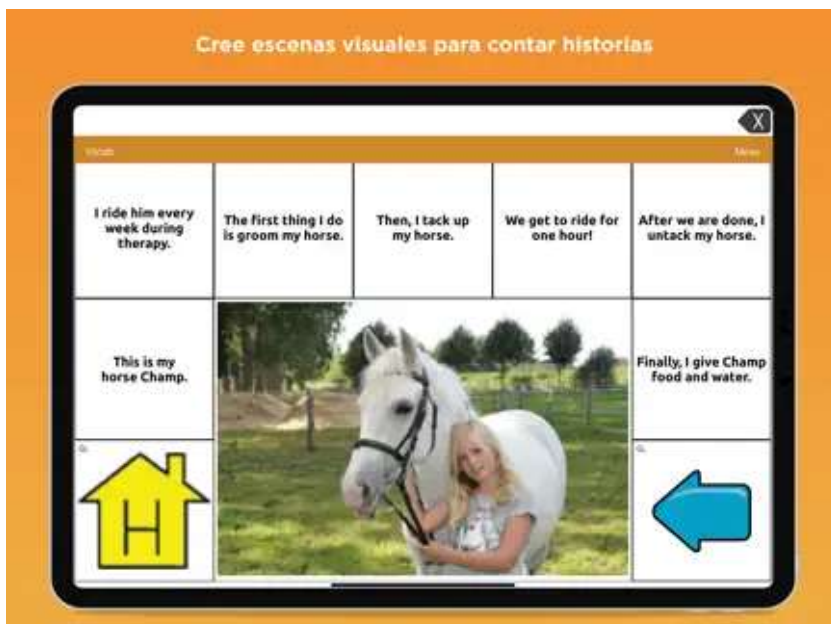 Cree escenas visuales para contar historias
X
Vocab
Menu
I ride him every
week during
therapy.
The first thing I do
is groom my horse.
Then, I tack up
my horse.
We get to ride for
one hour!
After we are done, I
untack my horse.
This is my
horse Champ.
Finally, I give Champ
food and water.
H